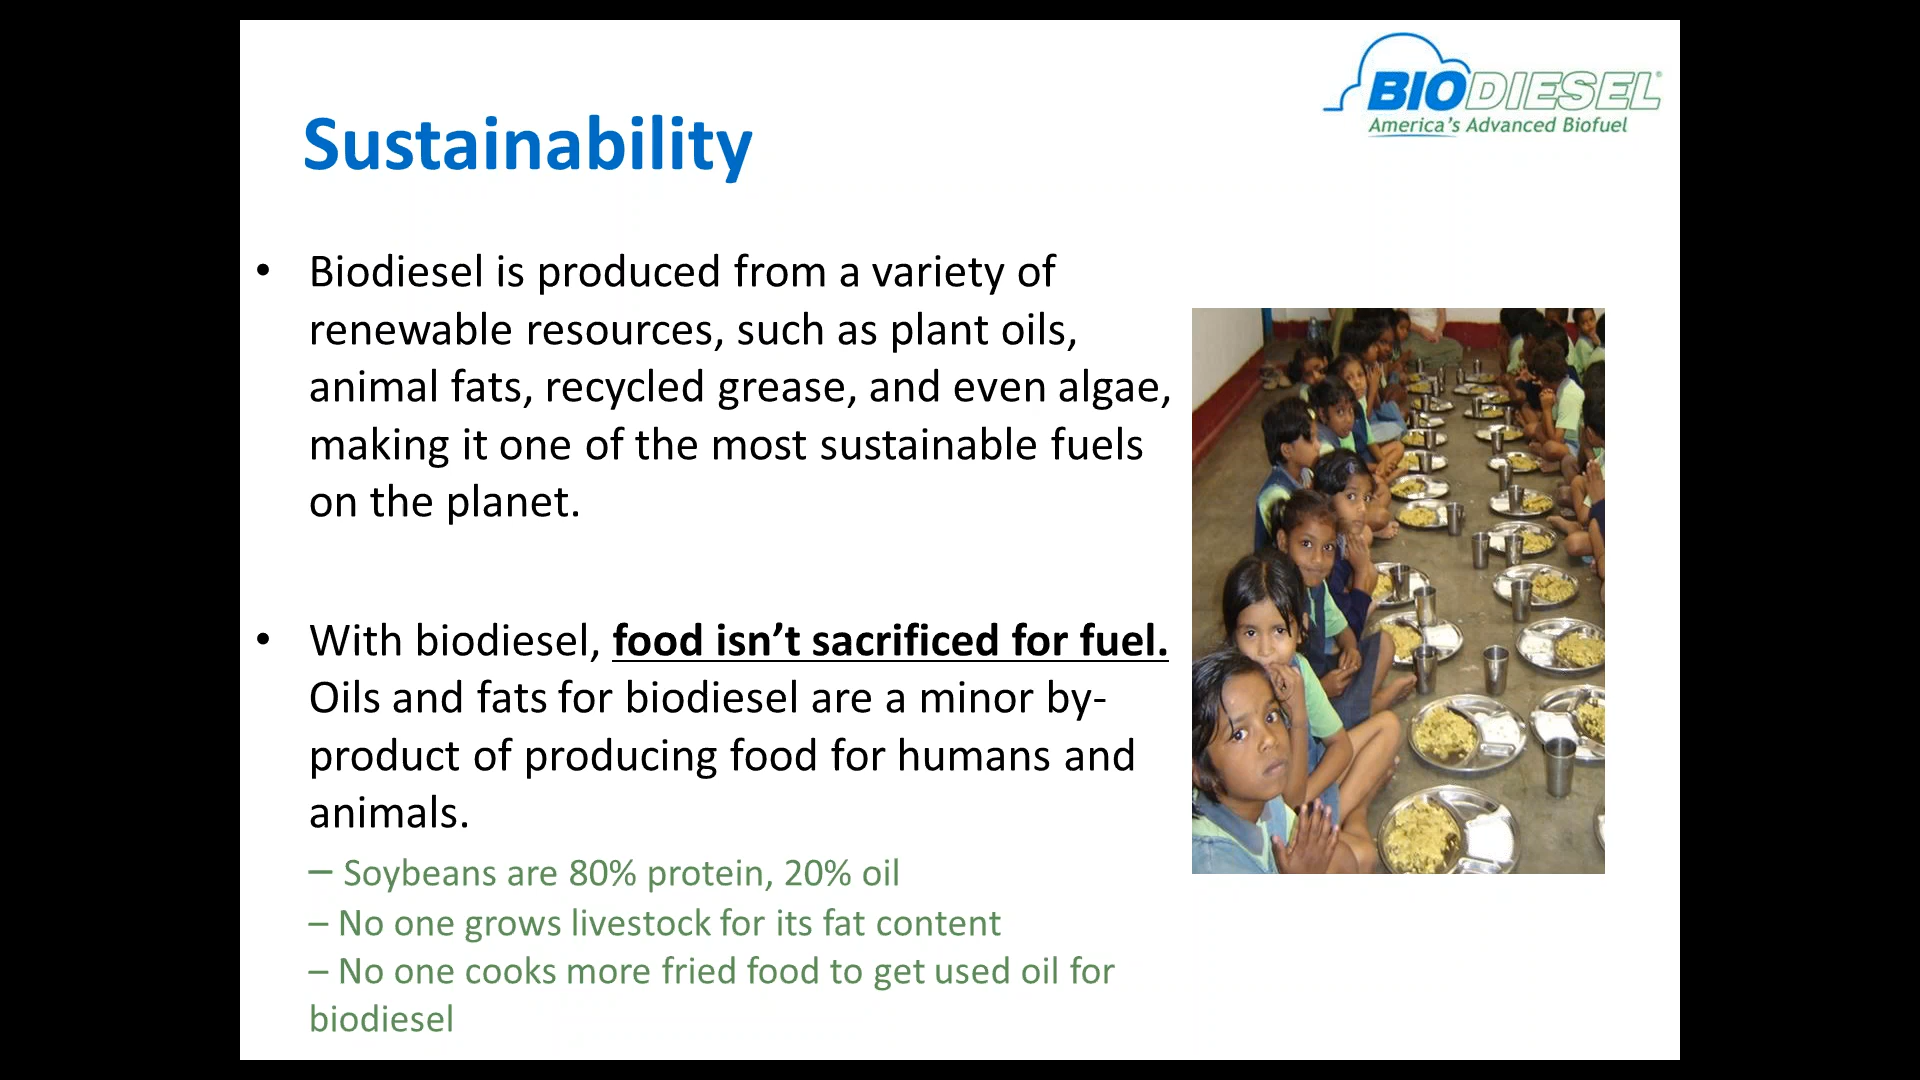 BIODIESEL®
America's Advanced Biofuel
Sustainability
• Biodiesel is produced from a variety of
renewable resources, such as plant oils,
animal fats, recycled grease, and even algae,
making it one of the most sustainable fuels
on the planet.
• With biodiesel, food isn’t sacrificed for fuel.
Oils and fats for biodiesel are a minor by-
product of producing food for humans and
animals.
– Soybeans are 80% protein, 20% oil
– No one grows livestock for its fat content
– No one cooks more fried food to get used oil for
biodiesel